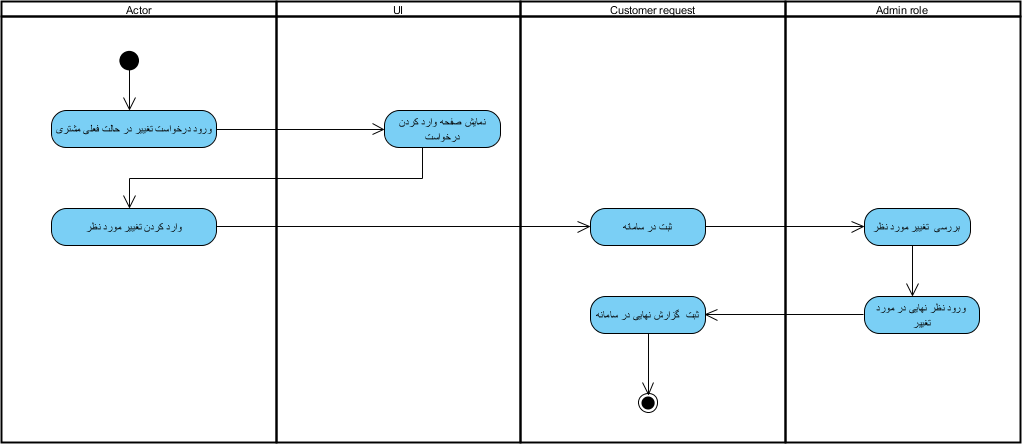 Actor
UI
Customer request
Admin role
ورود درخواست تغییر در حالت فعلی مشتری
نمایش صفحه وارد کردن
درخواست
وارد کردن تغییر مورد نظر
ثبت در سامانه
بررسی تغییر مورد نظر
ورود نظر نهایی در مورد
تغییر
ثبت گزارش نهایی در سامانه